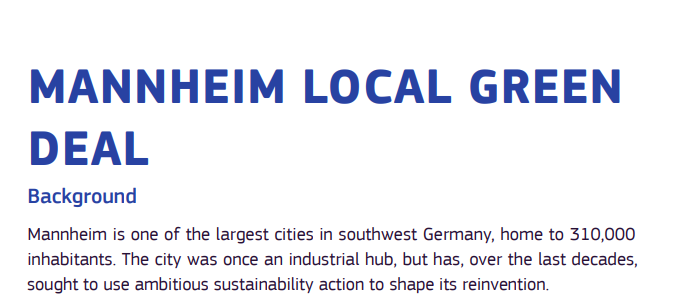 MANNHEIM LOCAL GREEN
DEAL
Background
Mannheim is one of the largest cities in southwest Germany, home to 310,000
inhabitants. The city was once an industrial hub, but has, over the last decades,
sought to use ambitious sustainability action to shape its reinvention.